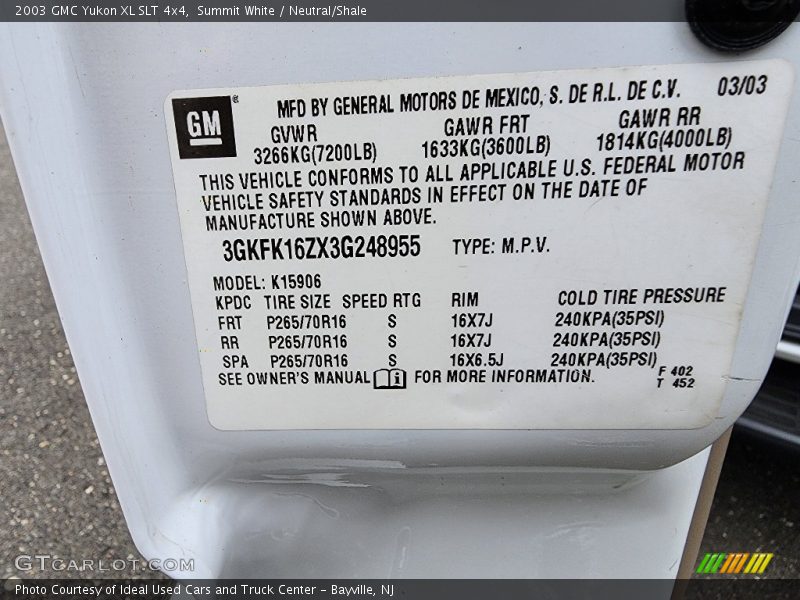 2003 GMC Yukon XL SLT 4x4, Summit White / Neutral/Shale
GM®
MFD BY GENERAL MOTORS DE MEXICO, S. DE R.L. DE C.V. 03/03
GVWR GAWR FRT GAWR RR
3266KG(7200LB) 1633KG(3600LB) 1814KG(4000LB)
THIS VEHICLE CONFORMS TO ALL APPLICABLE U.S. FEDERAL MOTOR
VEHICLE SAFETY STANDARDS IN EFFECT ON THE DATE OF
MANUFACTURE SHOWN ABOVE.
3GKFK16ZX3G248955 TYPE: M.P.V.
MODEL: K15906
KPDC TIRE SIZE SPEED RTG RIM COLD TIRE PRESSURE
FRT P265/70R16 S 16X7J 240KPA(35PSI)
RR P265/70R16 S 16X7J 240KPA(35PSI)
SPA P265/70R16 S 16X6.5J 240KPA(35PSI)
SEE OWNER'S MANUAL FOR MORE INFORMATION. F 402
T 452
GTCARLOT.COM
Photo Courtesy of Ideal Used Cars and Truck Center - Bayville, NJ